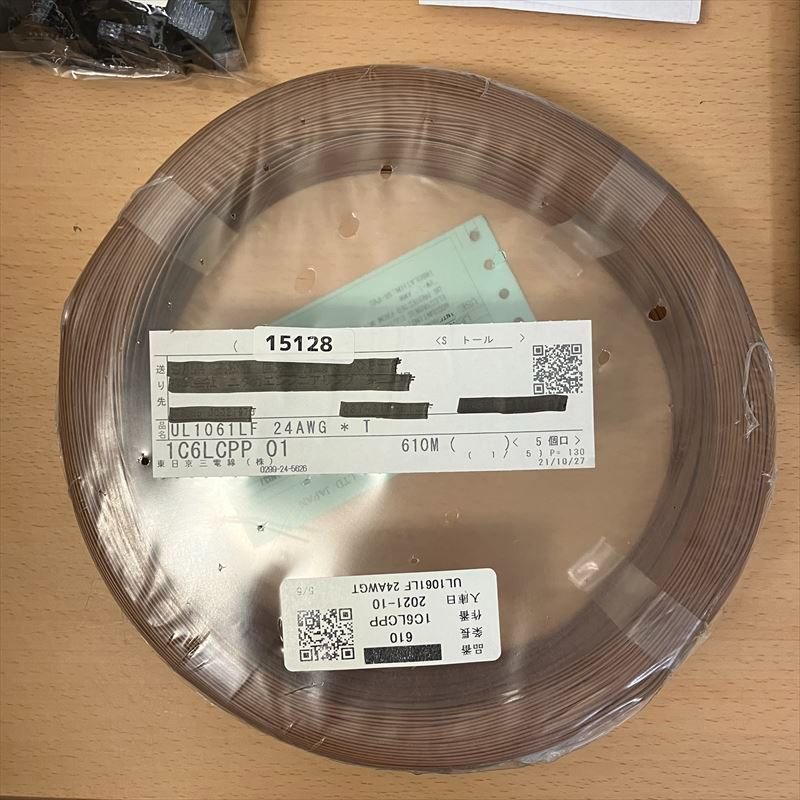 15128
( <S トール >
送り先
品名 UL1061LF 24AWG * T
1C6LCPP 01 610M ( )< 5 個口>
( 1/ 5) P= 130
東日京三電線(株) 0299-24-5626 21/10/27
LTD JAPAN
品番
条長 610
作番 1C6LCPP
入庫日 2021-10
UL1061LF 24AWGT 5/5